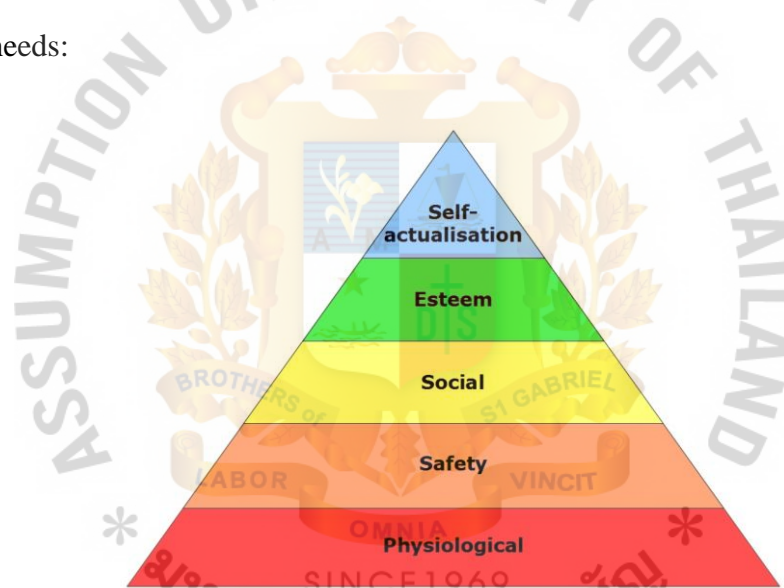 needs:
ASSUMPTION
OF
THAILAND
Self-
actualisation
Esteem
Social
Safety
Physiological
D S
BROTHERS of
ST GABRIEL
LABOR
VINCIT
OMNIA
SINCE 1969
*
*